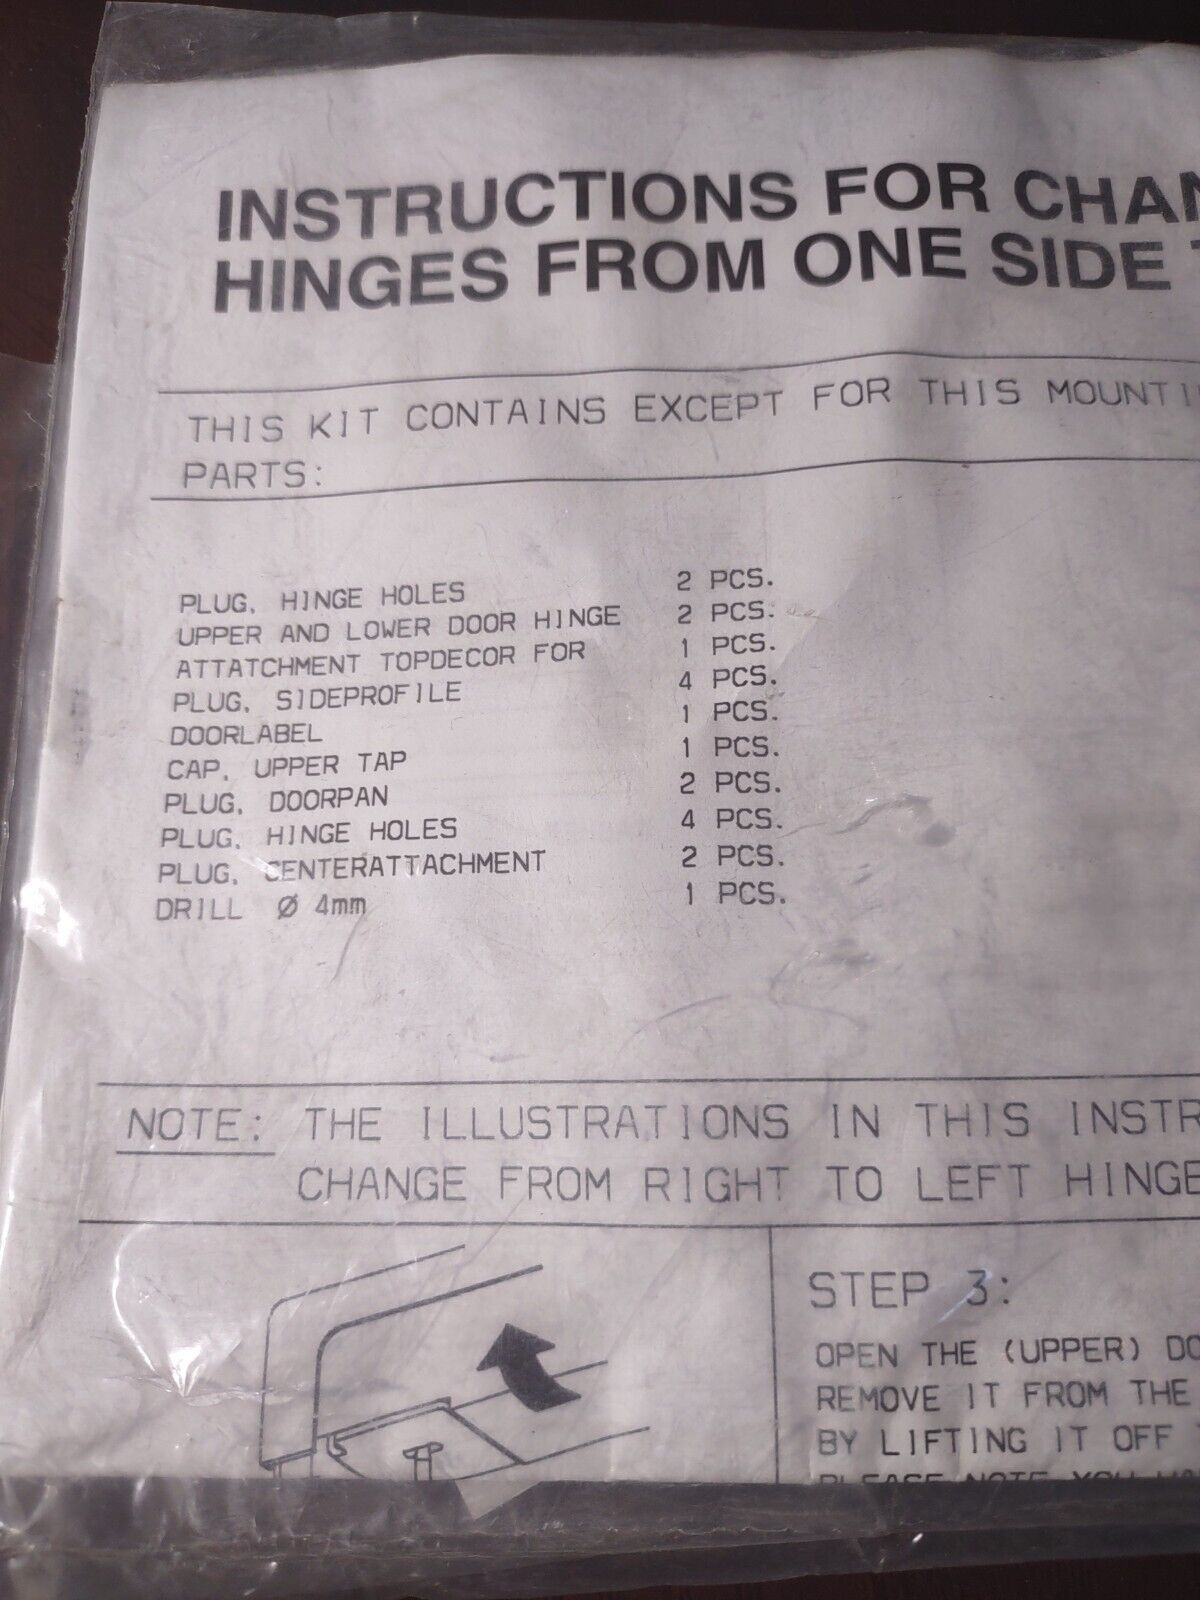 INSTRUCTIONS FOR CHAN
HINGES FROM ONE SIDE T
THIS KIT CONTAINS EXCEPT FOR THIS MOUNTI
PARTS:
PLUG, HINGE HOLES 2 PCS.
UPPER AND LOWER DOOR HINGE 2 PCS.
ATTATCHMENT TOPDECOR FOR 1 PCS.
PLUG, SIDEPROFILE 4 PCS.
DOORLABEL 1 PCS.
CAP, UPPER TAP 1 PCS.
PLUG, DOORPAN 2 PCS.
PLUG, HINGE HOLES 4 PCS.
PLUG, CENTERATTACHMENT 2 PCS.
DRILL Ø 4mm 1 PCS.
NOTE: THE ILLUSTRATIONS IN THIS INSTR
CHANGE FROM RIGHT TO LEFT HINGE
STEP 3:
OPEN THE (UPPER) DO
REMOVE IT FROM THE
BY LIFTING IT OFF
PLEASE NOTE YOU